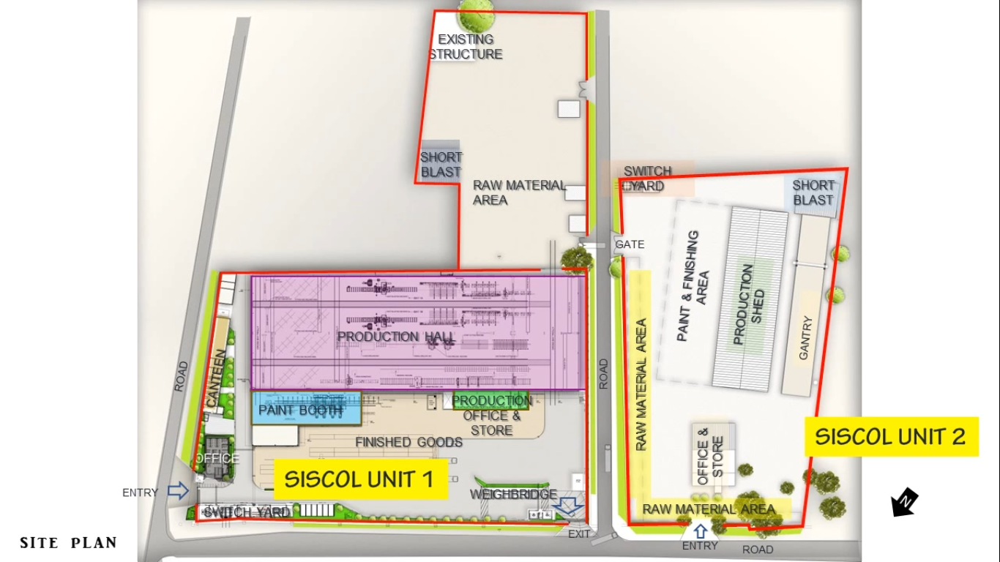 EXISTING
STRUCTURE
SHORT
BLAST
RAW MATERIAL
AREA
SWITCH
YARD
SHORT
BLAST
GATE
PAINT & FINISHING
AREA
PRODUCTION
SHED
GANTRY
RAW MATERIAL AREA
ROAD
ROAD
CANTEEN
PRODUCTION HALL
PAINT BOOTH
PRODUCTION
OFFICE &
STORE
FINISHED GOODS
OFFICE &
STORE
SISCOL UNIT 2
OFFICE
SISCOL UNIT 1
ENTRY
WEIGHBRIDGE
SWITCH YARD
RAW MATERIAL AREA
N
EXIT
ENTRY
ROAD
SITE PLAN